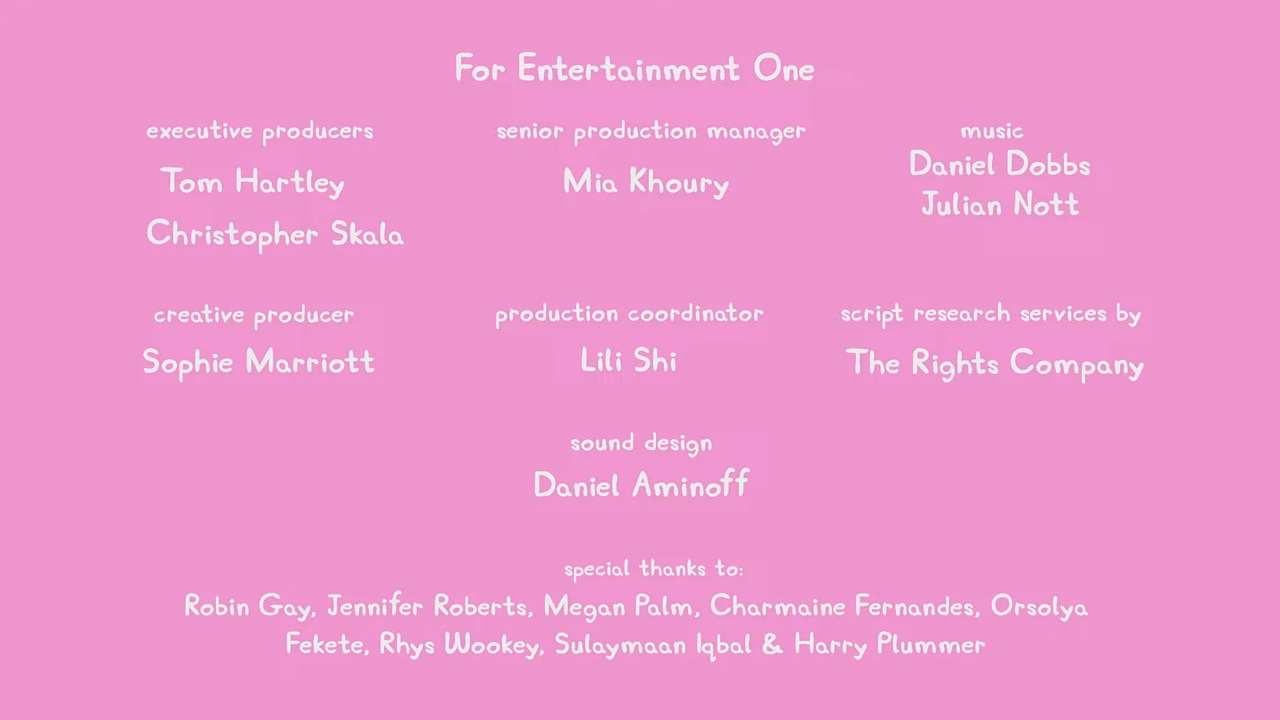 For Entertainment One
executive producers
Tom Hartley
Christopher Skala
senior production manager
Mia Khoury
music
Daniel Dobbs
Julian Nott
creative producer
Sophie Marriott
production coordinator
Lili Shi
script research services by
The Rights Company
sound design
Daniel Aminoff
special thanks to:
Robin Gay, Jennifer Roberts, Megan Palm, Charmaine Fernandes, Orsolya
Fekete, Rhys Wookey, Sulaymaan Iqbal & Harry Plummer